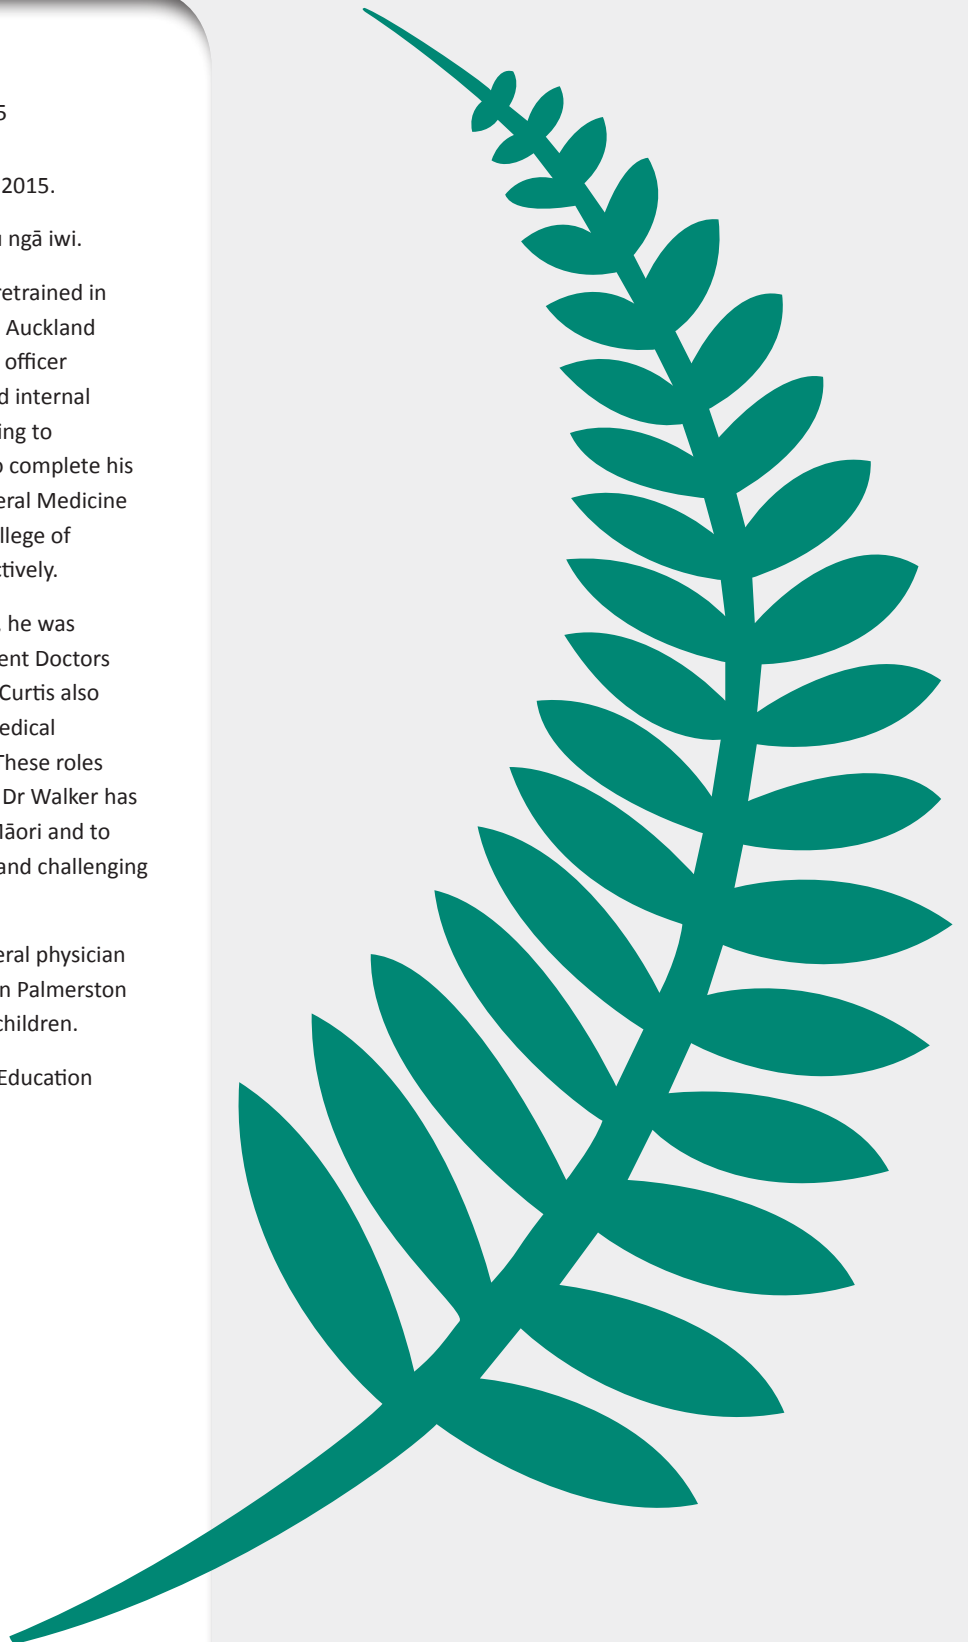 5
2015.
ngā iwi.
retrained in
Auckland
officer
d internal
ing to
o complete his
eral Medicine
llege of
ctively.
he was
ent Doctors
Curtis also
edical
These roles
Dr Walker has
āori and to
and challenging
eral physician
n Palmerston
children.
Education